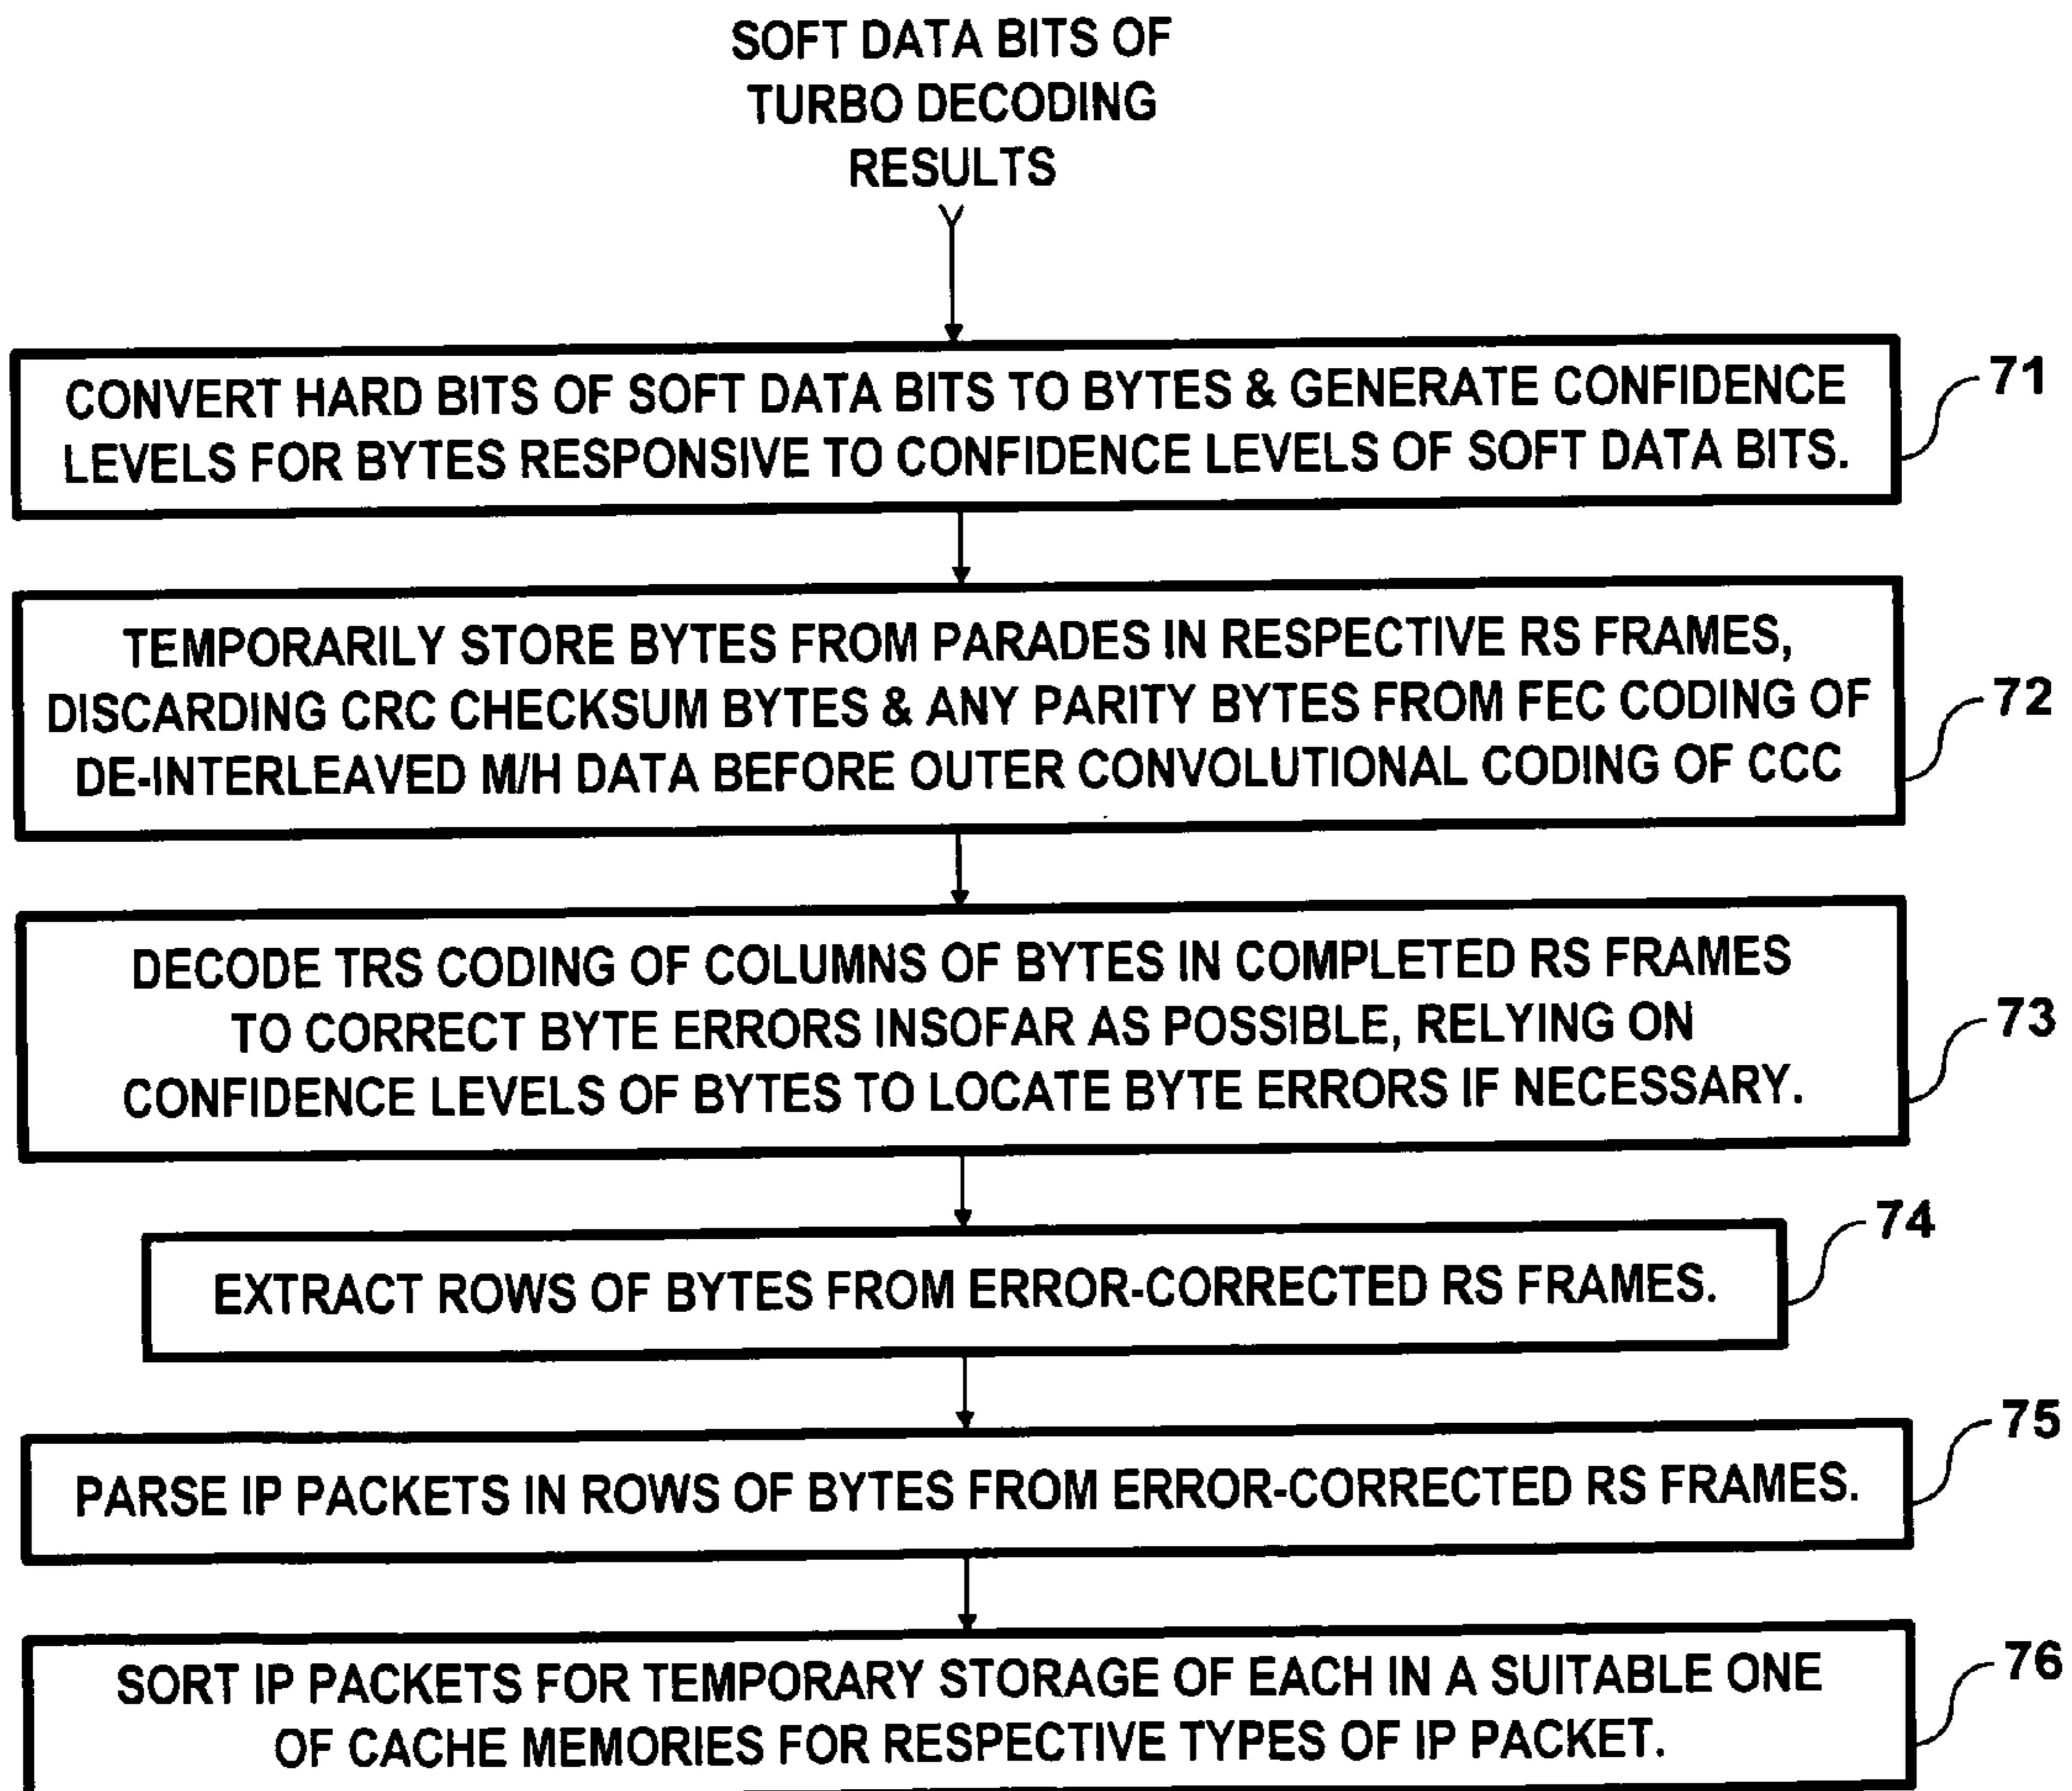 SOFT DATA BITS OF
TURBO DECODING
RESULTS
CONVERT HARD BITS OF SOFT DATA BITS TO BYTES & GENERATE CONFIDENCE
LEVELS FOR BYTES RESPONSIVE TO CONFIDENCE LEVELS OF SOFT DATA BITS.
71
TEMPORARILY STORE BYTES FROM PARADES IN RESPECTIVE RS FRAMES,
DISCARDING CRC CHECKSUM BYTES & ANY PARITY BYTES FROM FEC CODING OF
DE-INTERLEAVED M/H DATA BEFORE OUTER CONVOLUTIONAL CODING OF CCC
72
DECODE TRS CODING OF COLUMNS OF BYTES IN COMPLETED RS FRAMES
TO CORRECT BYTE ERRORS INSOFAR AS POSSIBLE, RELYING ON
CONFIDENCE LEVELS OF BYTES TO LOCATE BYTE ERRORS IF NECESSARY.
73
EXTRACT ROWS OF BYTES FROM ERROR-CORRECTED RS FRAMES.
74
PARSE IP PACKETS IN ROWS OF BYTES FROM ERROR-CORRECTED RS FRAMES.
75
SORT IP PACKETS FOR TEMPORARY STORAGE OF EACH IN A SUITABLE ONE
OF CACHE MEMORIES FOR RESPECTIVE TYPES OF IP PACKET.
76